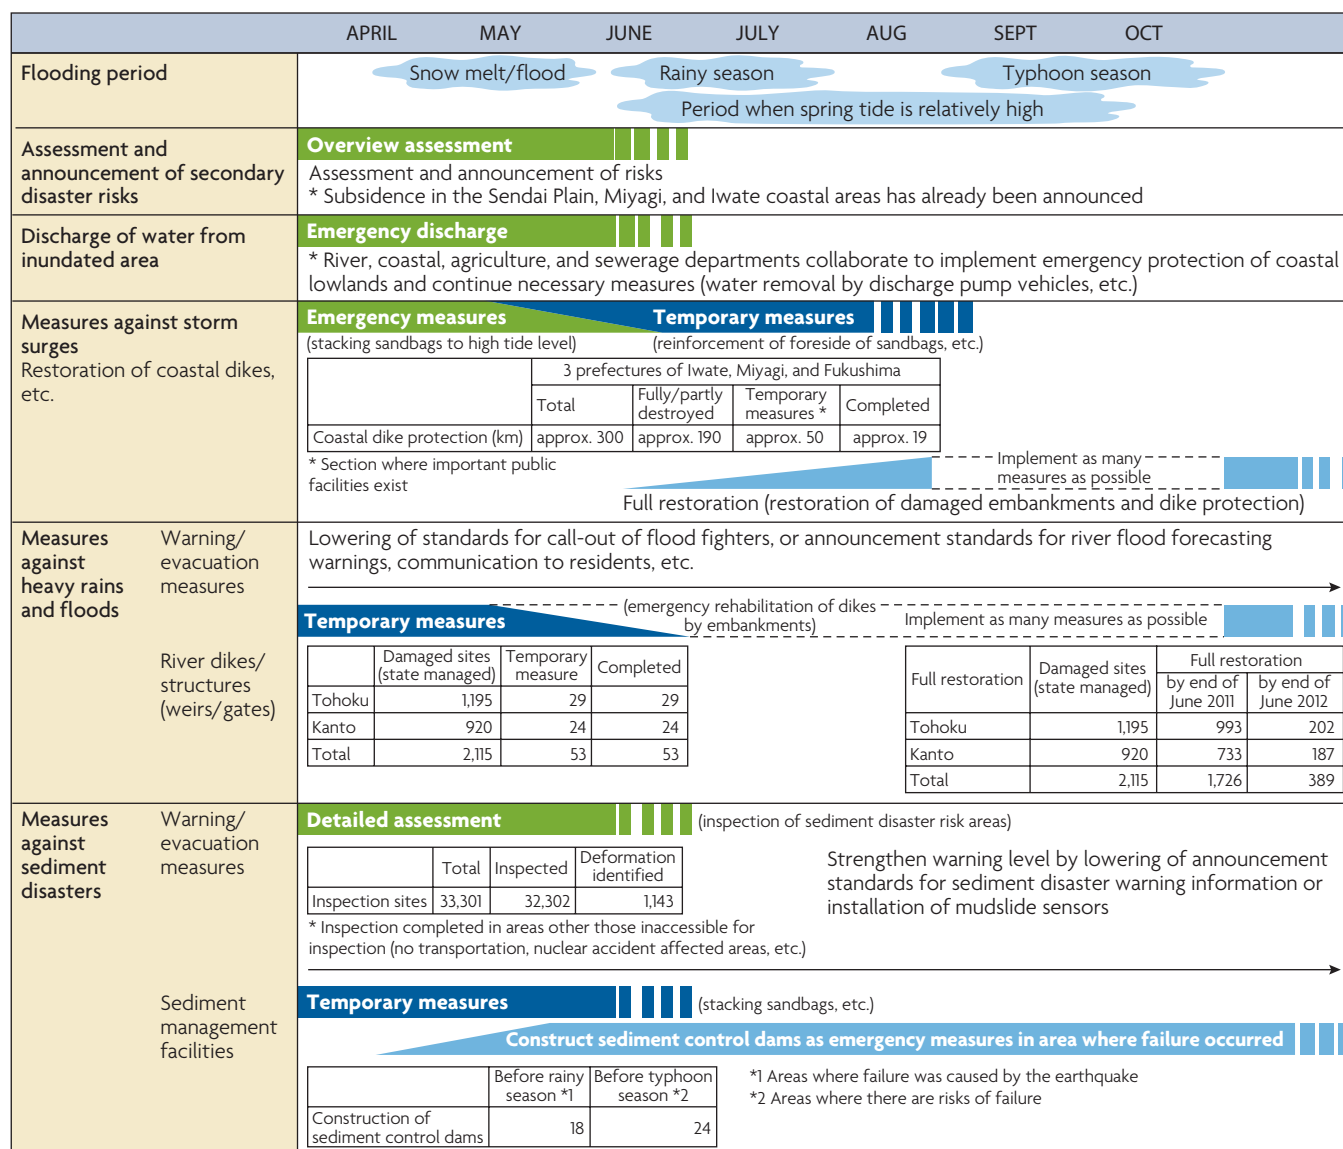 APRIL MAY JUNE JULY AUG SEPT OCT
Flooding period
Snow melt/flood
Rainy season
Typhoon season
Period when spring tide is relatively high
Assessment and
announcement of secondary
disaster risks
Overview assessment
Assessment and announcement of risks
* Subsidence in the Sendai Plain, Miyagi, and Iwate coastal areas has already been announced
Discharge of water from
inundated area
Emergency discharge
* River, coastal, agriculture, and sewerage departments collaborate to implement emergency protection of coastal
lowlands and continue necessary measures (water removal by discharge pump vehicles, etc.)
Measures against storm
surges
Restoration of coastal dikes,
etc.
Emergency measures
Temporary measures
(stacking sandbags to high tide level)
(reinforcement of foreside of sandbags, etc.)
3 prefectures of Iwate, Miyagi, and Fukushima
Total
Fully/partly
destroyed
Temporary
measures *
Completed
Coastal dike protection (km) approx. 300 approx. 190 approx. 50 approx. 19
* Section where important public
facilities exist
Implement as many
measures as possible
Full restoration (restoration of damaged embankments and dike protection)
Measures
against
heavy rains
and floods
Warning/
evacuation
measures
Lowering of standards for call-out of flood fighters, or announcement standards for river flood forecasting
warnings, communication to residents, etc.
River dikes/
structures
(weirs/gates)
Temporary measures
(emergency rehabilitation of dikes
by embankments)
Implement as many measures as possible
Damaged sites
(state managed)
Temporary
measure
Completed
Tohoku 1,195 29 29
Kanto 920 24 24
Total 2,115 53 53
Full restoration
Damaged sites
(state managed)
Full restoration
by end of
June 2011
by end of
June 2012
Tohoku 1,195 993 202
Kanto 920 733 187
Total 2,115 1,726 389
Measures
against
sediment
disasters
Warning/
evacuation
measures
Detailed assessment
(inspection of sediment disaster risk areas)
Total
Inspected
Deformation
identified
Inspection sites 33,301 32,302 1,143
* Inspection completed in areas other those inaccessible for
inspection (no transportation, nuclear accident affected areas, etc.)
Strengthen warning level by lowering of announcement
standards for sediment disaster warning information or
installation of mudslide sensors
Sediment
management
facilities
Temporary measures
(stacking sandbags, etc.)
Construct sediment control dams as emergency measures in area where failure occurred
Before rainy
season *1
Before typhoon
season *2
Construction of
sediment control dams
18 24
*1 Areas where failure was caused by the earthquake
*2 Areas where there are risks of failure